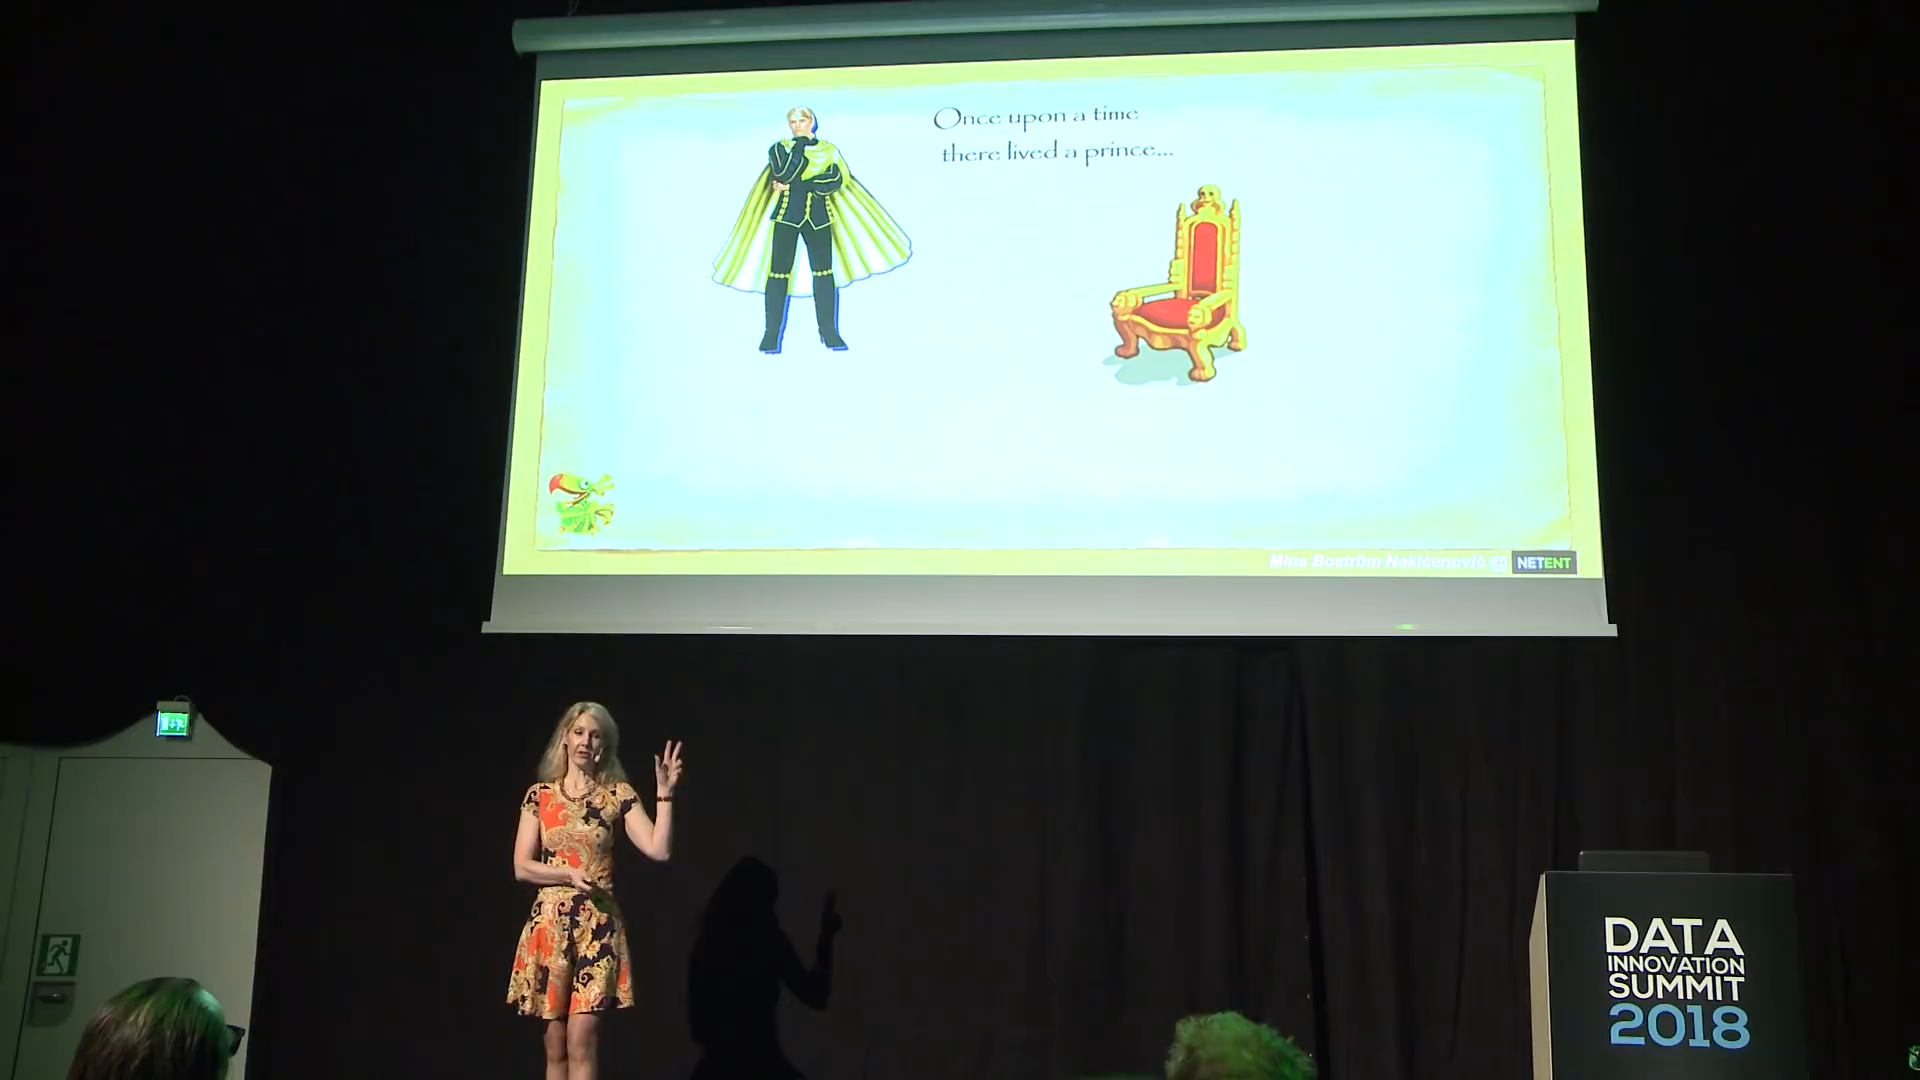 Once upon a time
there lived a prince...
Mina Boström Nakićenović @ NETENT
DATA
INNOVATION
SUMMIT
2018